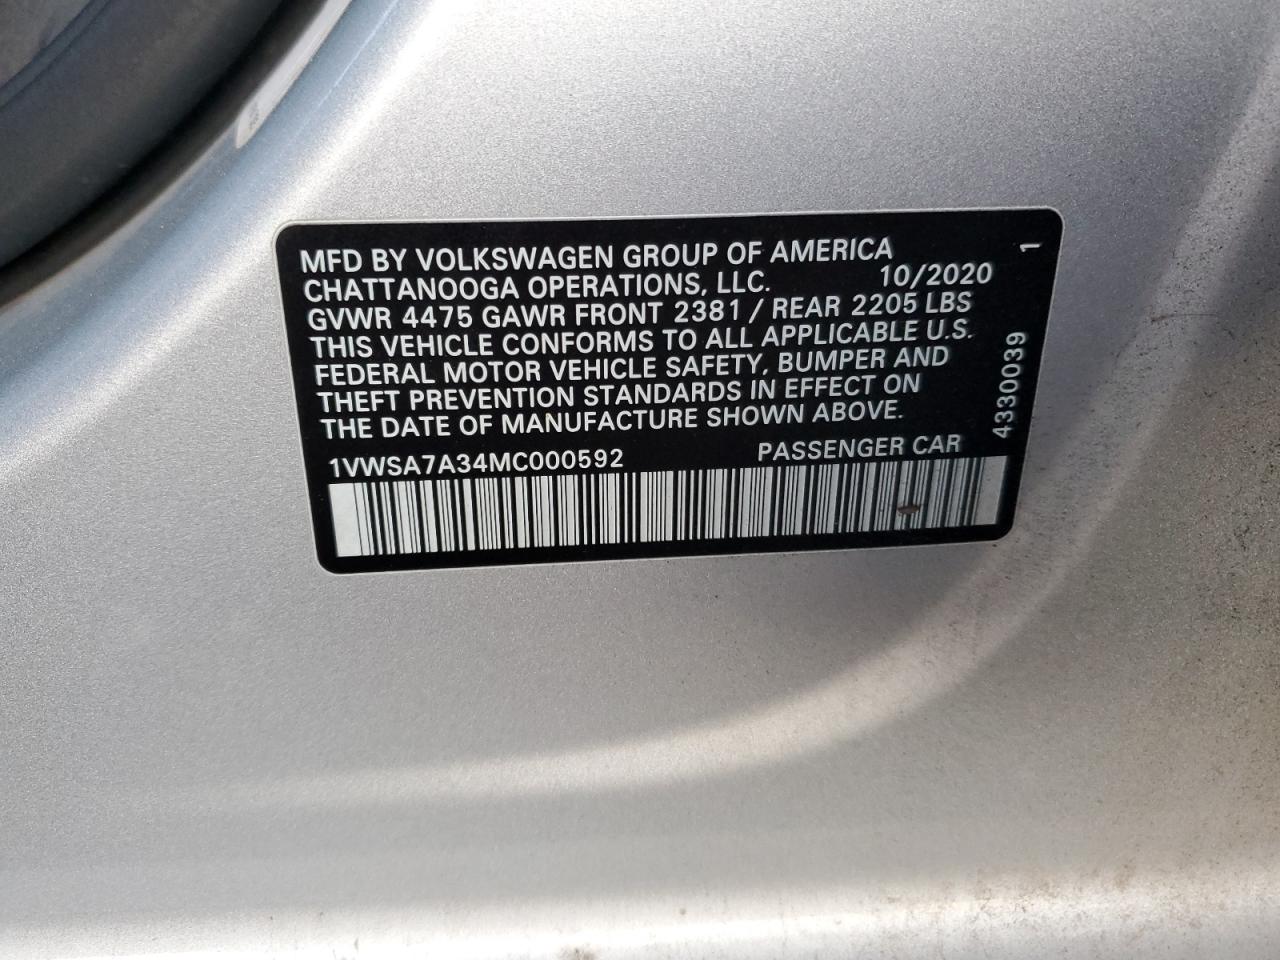 MFD BY VOLKSWAGEN GROUP OF AMERICA
CHATTANOOGA OPERATIONS, LLC. 10/2020
GVWR 4475 GAWR FRONT 2381 / REAR 2205 LBS
THIS VEHICLE CONFORMS TO ALL APPLICABLE U.S.
FEDERAL MOTOR VEHICLE SAFETY, BUMPER AND
THEFT PREVENTION STANDARDS IN EFFECT ON
THE DATE OF MANUFACTURE SHOWN ABOVE.
1VWSA7A34MC000592 PASSENGER CAR
4330039 1